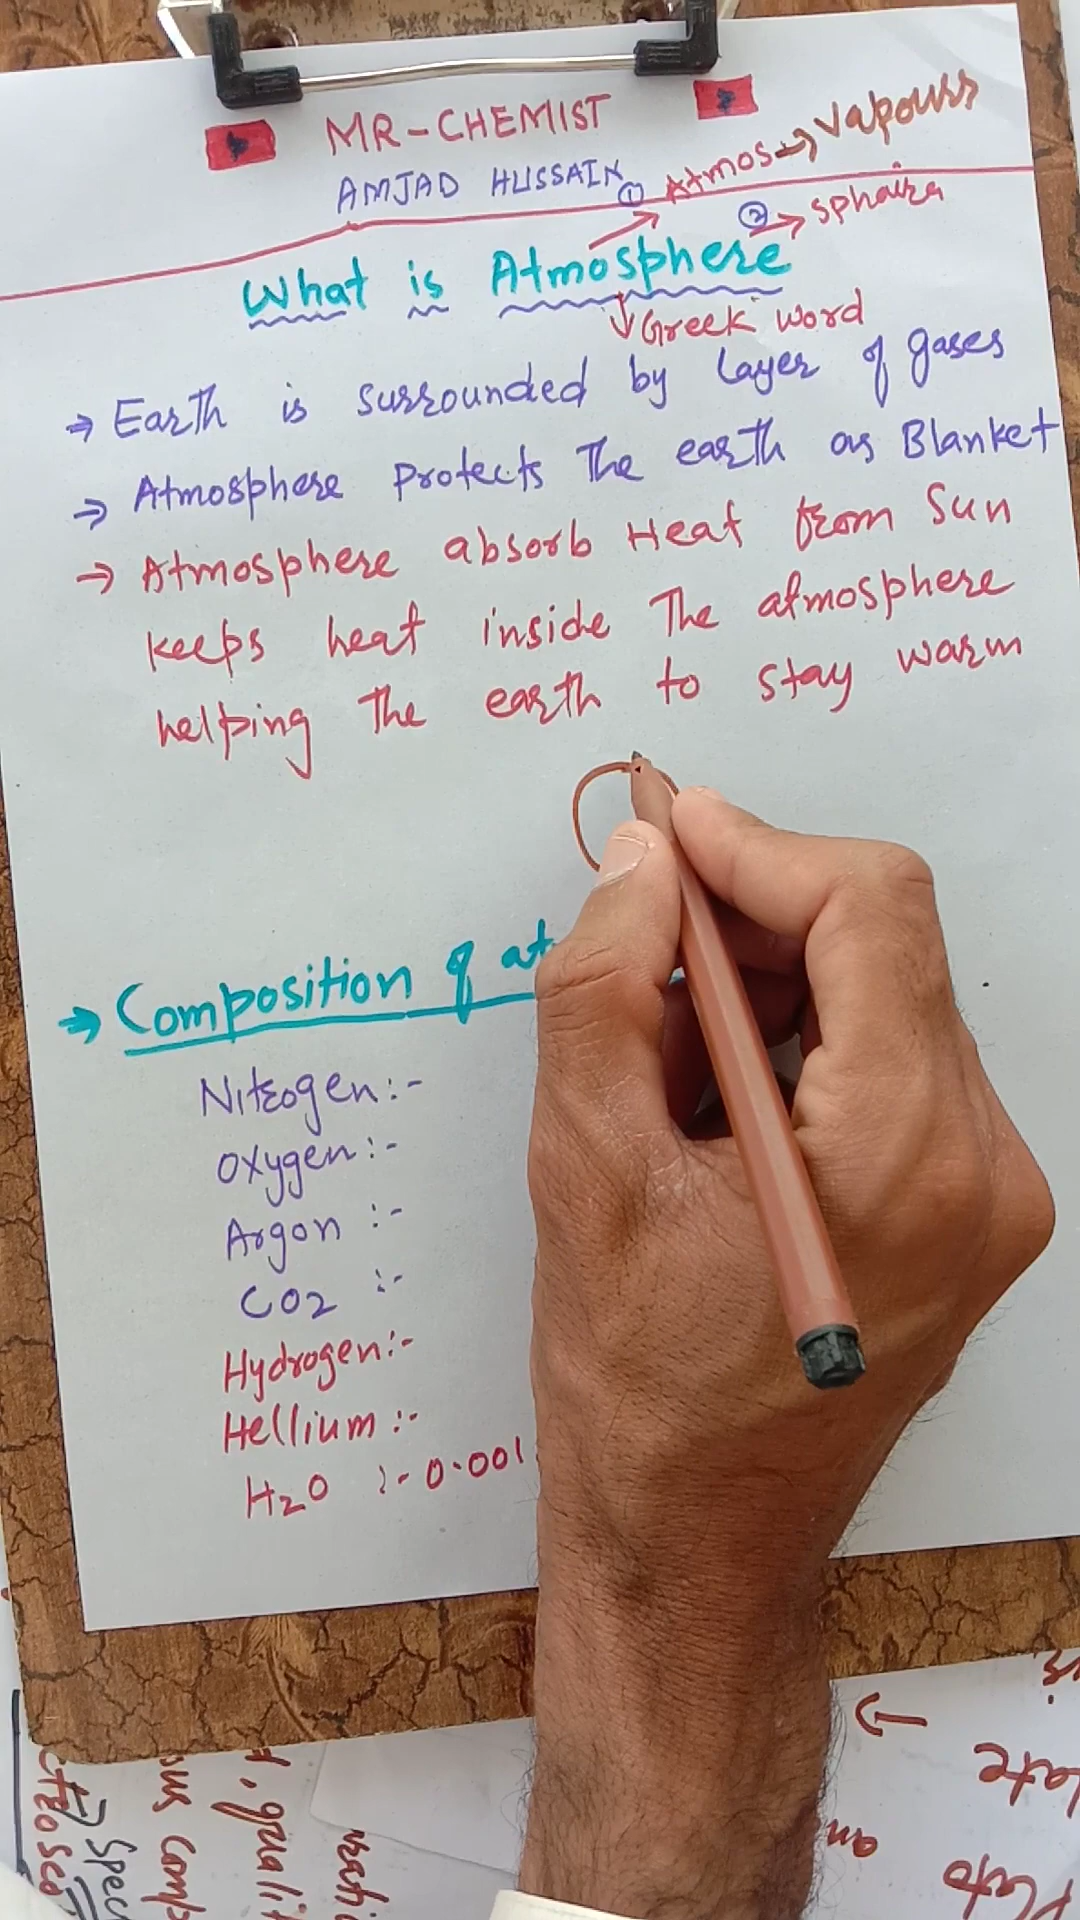 MR-CHEMIST
AMJAD HUSSAIN
① Atmos → Vapours
② → sphaira
What is Atmosphere
↓ Greek word
→ Earth is surrounded by layer of gases
→ Atmosphere Protects The earth as Blanket
→ Atmosphere absorb Heat from Sun
keeps heat inside The atmosphere
helping The earth to stay warm
→ Composition of at
Nitrogen:-
Oxygen:-
Argon :-
CO2 :-
Hydrogen:-
Hellium :-
H2O :- 0.001